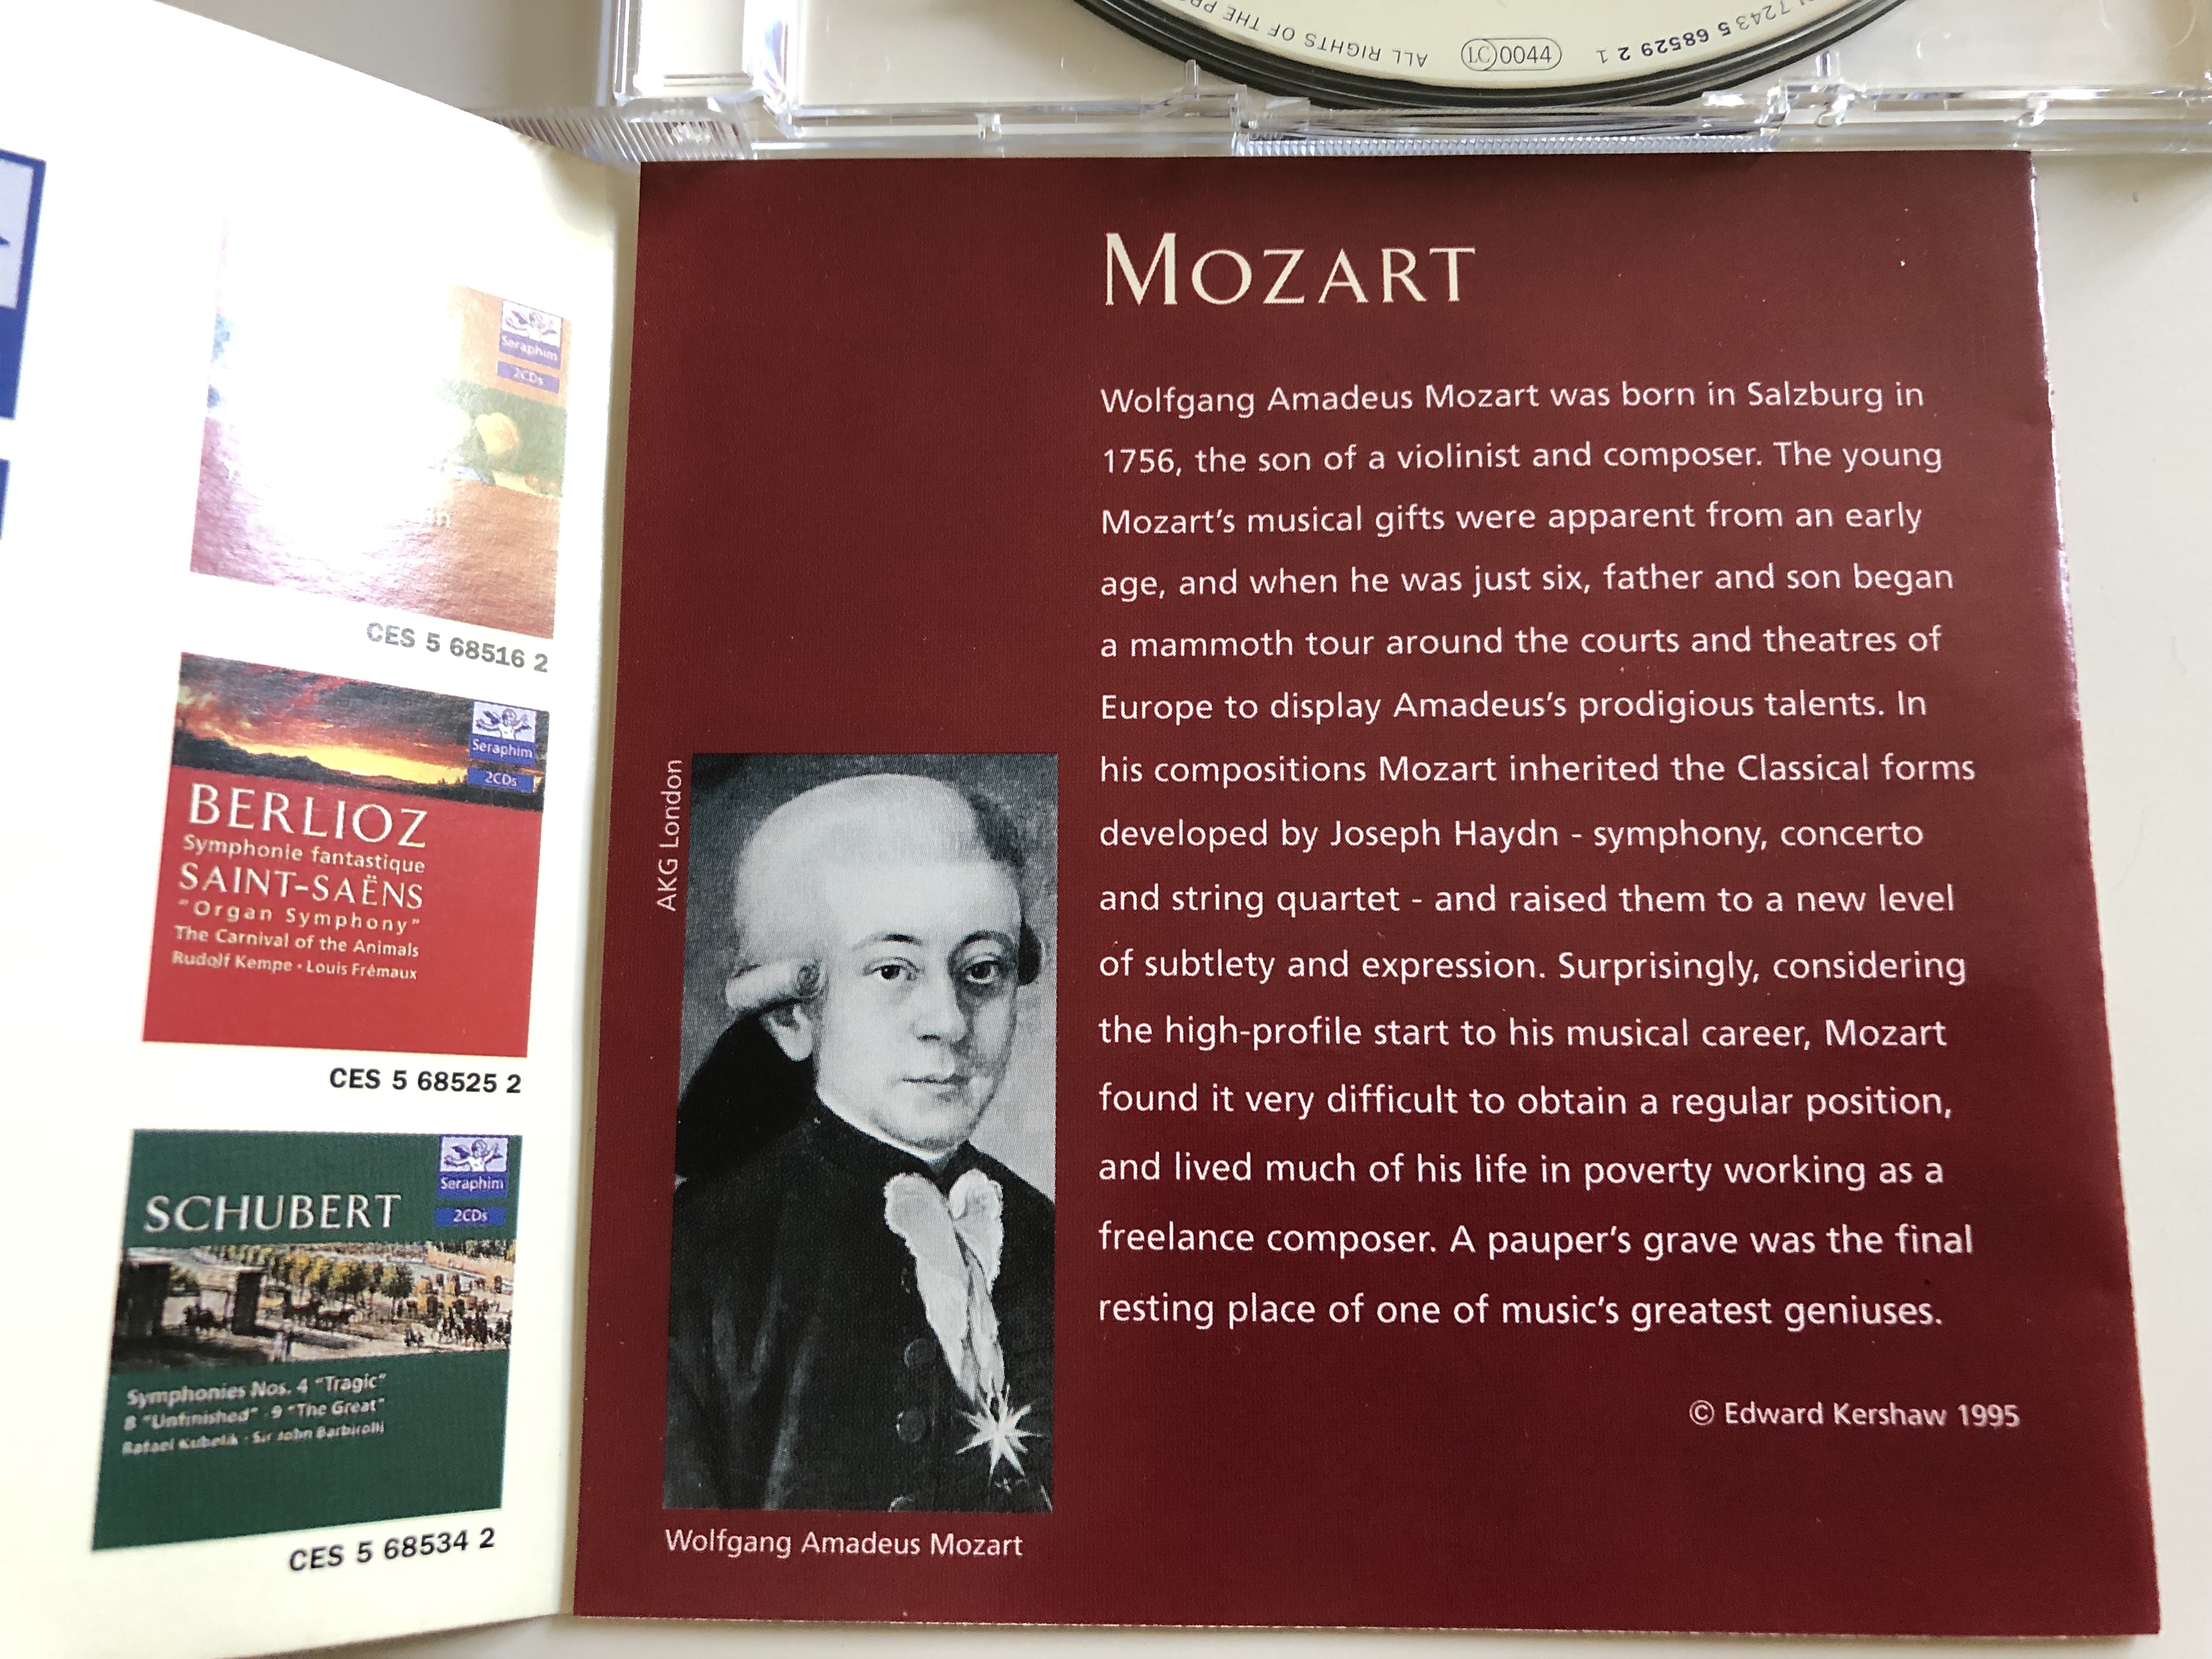 ALL RIGHTS OF THE
LC 0044
7243 5 68529 2 1
Seraphim
2CDs
CES 5 68516 2
Seraphim
2CDs
BERLIOZ
Symphonie fantastique
SAINT-SAËNS
"Organ Symphony"
The Carnival of the Animals
Rudolf Kempe • Louis Frémaux
CES 5 68525 2
Seraphim
2CDs
SCHUBERT
Symphonies Nos. 4 "Tragic"
8 "Unfinished" · 9 "The Great"
Rafael Kubelik · Sir John Barbirolli
CES 5 68534 2
MOZART
Wolfgang Amadeus Mozart was born in Salzburg in
1756, the son of a violinist and composer. The young
Mozart's musical gifts were apparent from an early
age, and when he was just six, father and son began
a mammoth tour around the courts and theatres of
Europe to display Amadeus's prodigious talents. In
his compositions Mozart inherited the Classical forms
developed by Joseph Haydn - symphony, concerto
and string quartet - and raised them to a new level
of subtlety and expression. Surprisingly, considering
the high-profile start to his musical career, Mozart
found it very difficult to obtain a regular position,
and lived much of his life in poverty working as a
freelance composer. A pauper's grave was the final
resting place of one of music's greatest geniuses.
© Edward Kershaw 1995
AKG London
Wolfgang Amadeus Mozart